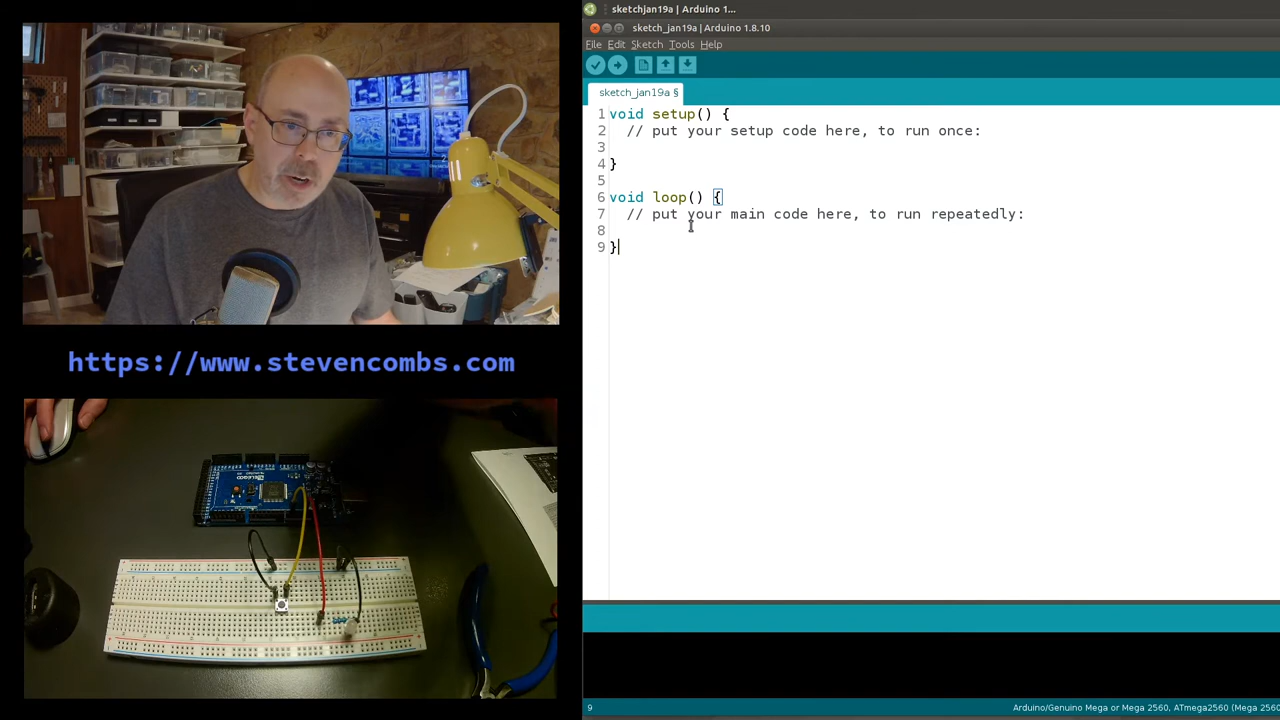 sketchjan19a | Arduino 1...
sketch_jan19a | Arduino 1.8.10
File Edit Sketch Tools Help
sketch_jan19a §
1 void setup() {
2 // put your setup code here, to run once:
3
4 }
5
6 void loop() {
7 // put your main code here, to run repeatedly:
8
9 }
https://www.stevencombs.com
ELEGOO
9
Arduino/Genuino Mega or Mega 2560, ATmega2560 (Mega 2560